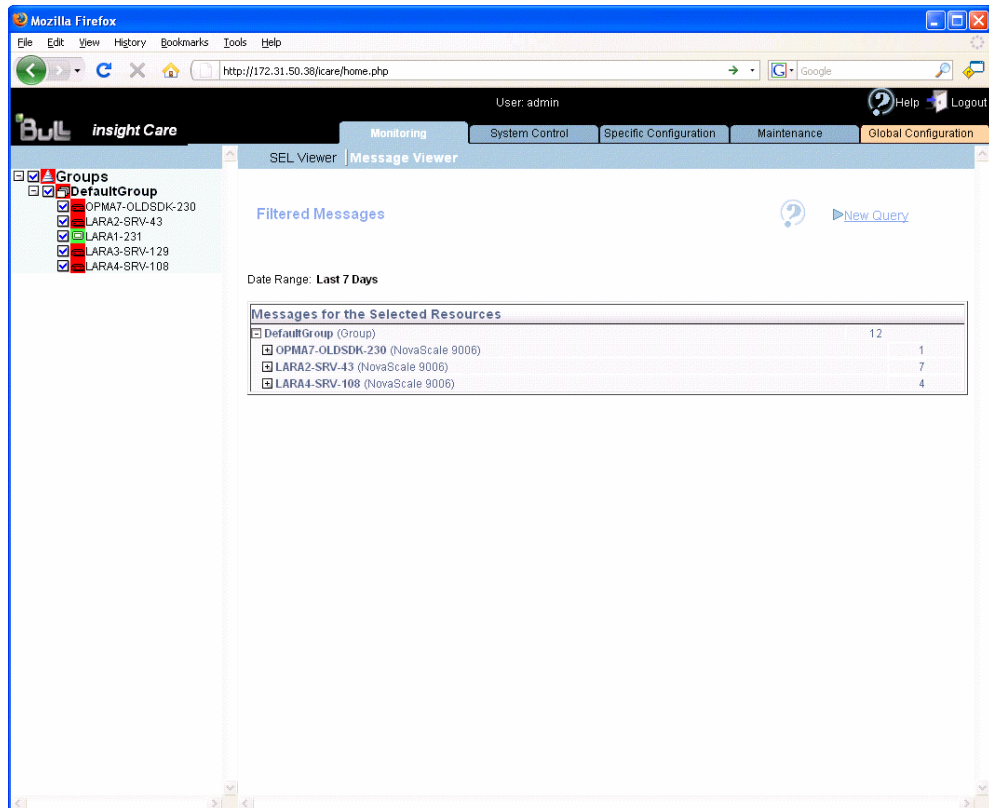 Mozilla Firefox
File Edit View History Bookmarks Tools Help
http://172.31.50.38/icare/home.php
G Google
User: admin
Help Logout
Bull insight Care
Monitoring System Control Specific Configuration Maintenance Global Configuration
SEL Viewer Message Viewer
Groups
DefaultGroup
OPMA7-OLDSDK-230
LARA2-SRV-43
LARA1-231
LARA3-SRV-129
LARA4-SRV-108
Filtered Messages
New Query
Date Range: Last 7 Days
Messages for the Selected Resources
DefaultGroup (Group) 12
OPMA7-OLDSDK-230 (NovaScale 9006) 1
LARA2-SRV-43 (NovaScale 9006) 7
LARA4-SRV-108 (NovaScale 9006) 4